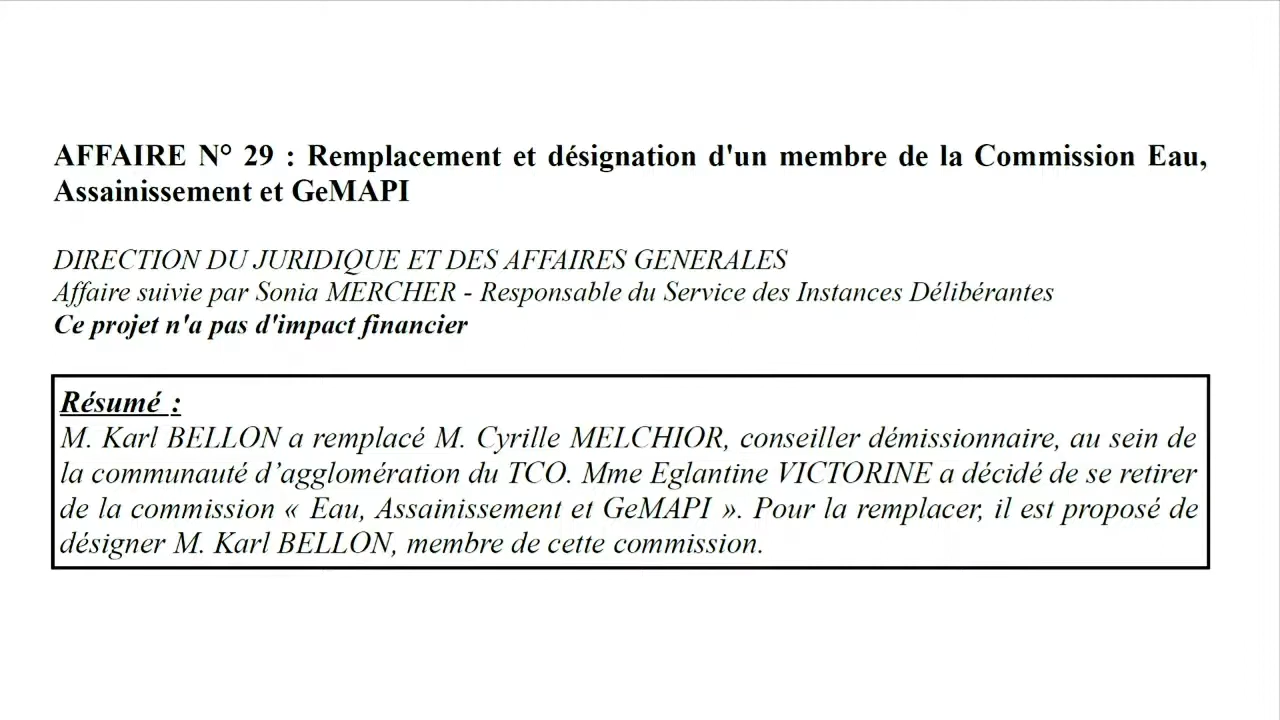 AFFAIRE N° 29 : Remplacement et désignation d'un membre de la Commission Eau,
Assainissement et GeMAPI
DIRECTION DU JURIDIQUE ET DES AFFAIRES GENERALES
Affaire suivie par Sonia MERCHER - Responsable du Service des Instances Délibérantes
Ce projet n'a pas d'impact financier
Résumé :
M. Karl BELLON a remplacé M. Cyrille MELCHIOR, conseiller démissionnaire, au sein de
la communauté d’agglomération du TCO. Mme Eglantine VICTORINE a décidé de se retirer
de la commission « Eau, Assainissement et GeMAPI ». Pour la remplacer, il est proposé de
désigner M. Karl BELLON, membre de cette commission.